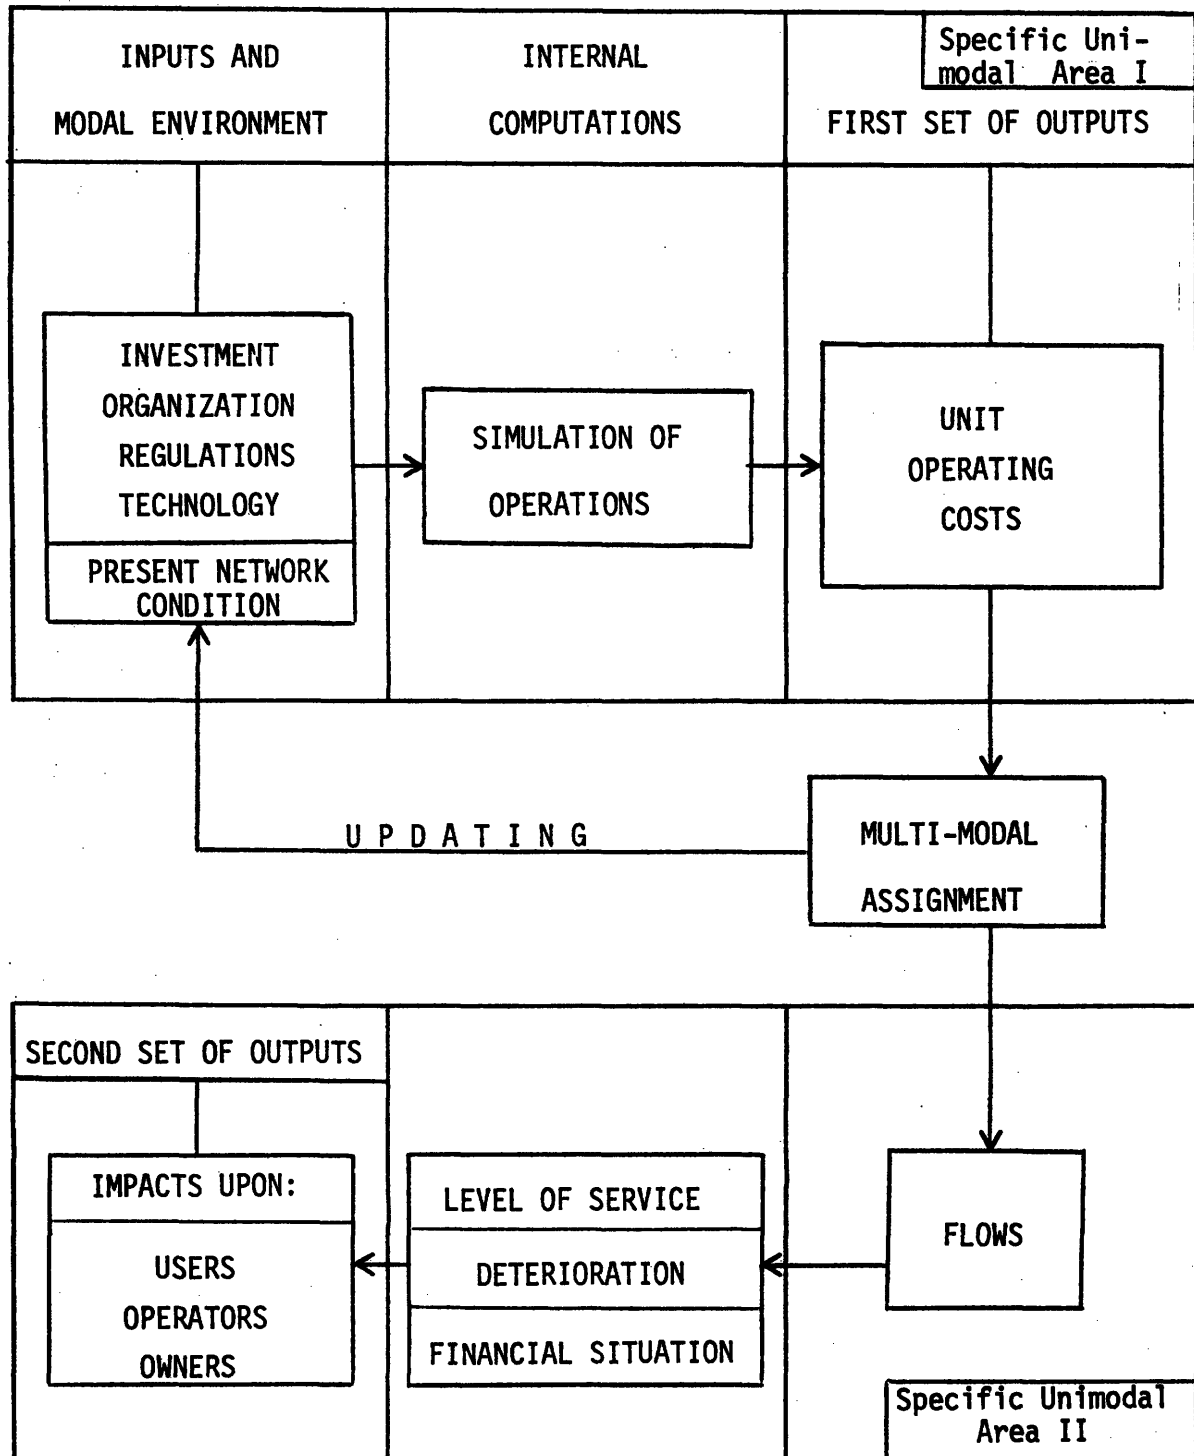 INPUTS AND
MODAL ENVIRONMENT
INTERNAL
COMPUTATIONS
Specific Uni-
modal Area I
FIRST SET OF OUTPUTS
INVESTMENT
ORGANIZATION
REGULATIONS
TECHNOLOGY
PRESENT NETWORK
CONDITION
SIMULATION OF
OPERATIONS
UNIT
OPERATING
COSTS
UPDATING
MULTI-MODAL
ASSIGNMENT
SECOND SET OF OUTPUTS
IMPACTS UPON:
USERS
OPERATORS
OWNERS
LEVEL OF SERVICE
DETERIORATION
FINANCIAL SITUATION
FLOWS
Specific Unimodal
Area II